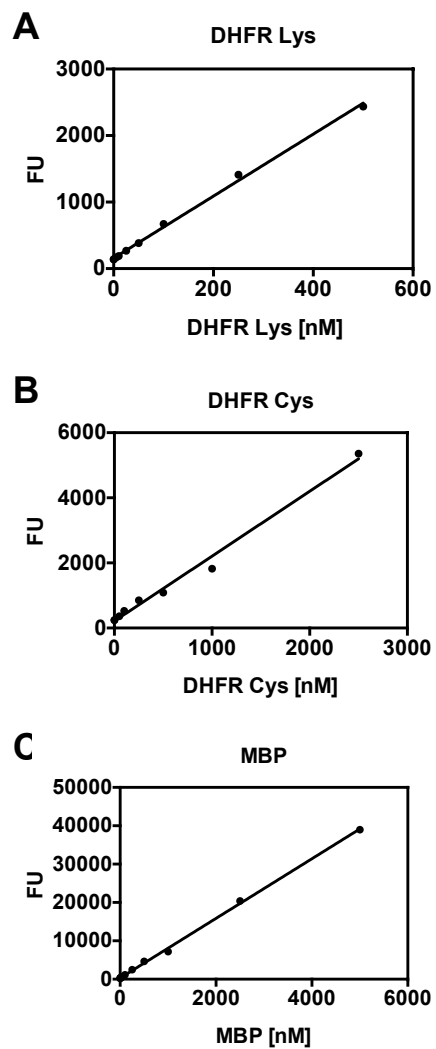 A
DHFR Lys
3000
2000
1000
0
FU
0 200 400 600
DHFR Lys [nM]
B
DHFR Cys
6000
4000
2000
0
FU
0 1000 2000 3000
DHFR Cys [nM]
C
MBP
50000
40000
30000
20000
10000
0
FU
0 2000 4000 6000
MBP [nM]